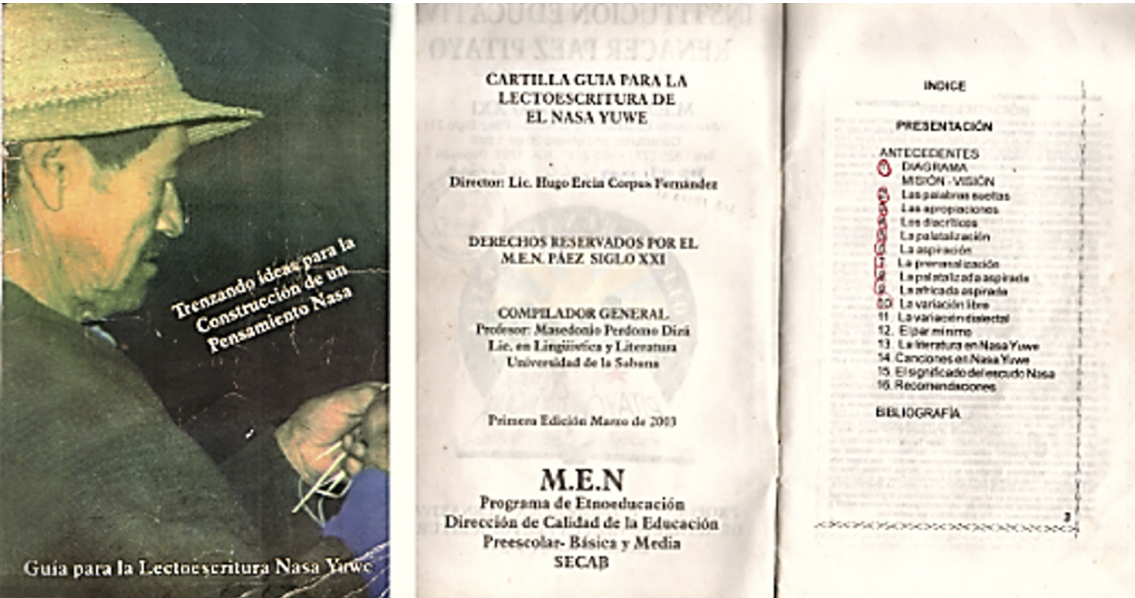 Trenzando ideas para la
Construcción de un
Pensamiento Nasa
Guía para la Lectoescritura Nasa Yuwe
CARTILLA GUIA PARA LA
LECTOESCRITURA DE
EL NASA YUWE
Director: Lic. Hugo Ercin Corpus Fernández
DERECHOS RESERVADOS POR EL
M.E.N. PÁEZ SIGLO XXI
COMPILADOR GENERAL
Profesor: Masedonio Perdomo Dizú
Lic. en Lingüística y Literatura
Universidad de la Sabana
Primera Edición Marzo de 2003
M.E.N
Programa de Etnoeducación
Dirección de Calidad de la Educación
Preescolar- Básica y Media
SECAB
INDICE
PRESENTACIÓN
ANTECEDENTES
DIAGRAMA
MISIÓN - VISIÓN
Las palabras sueltas
Las apropiaciones
Los diacríticos
La palatalización
La aspiración
7. La prenasalización
8. La palatalizada aspirada
9. La africada aspirada
10. La variación libre
11. La variación dialectal
12. El par mínimo
13. La literatura en Nasa Yuwe
14. Canciones en Nasa Yuwe
15. El significado del escudo Nasa
16. Recomendaciones
BIBLIOGRAFÍA
3